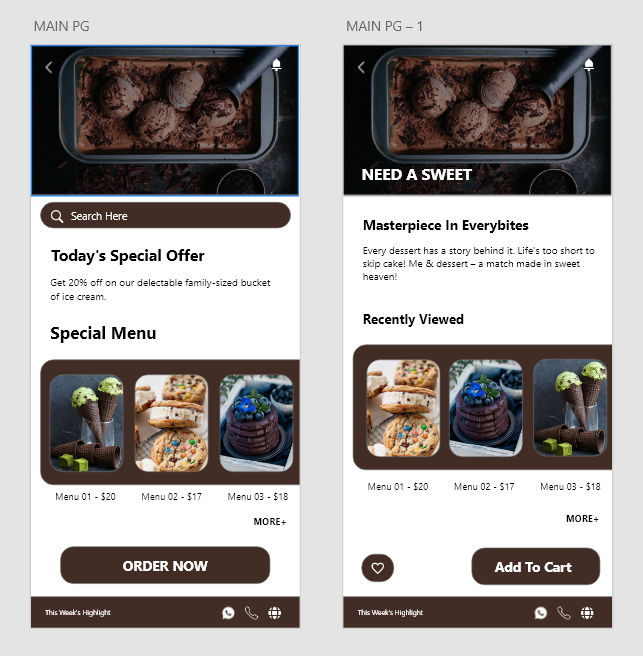 MAIN PG
Search Here
Today's Special Offer
Get 20% off on our delectable family-sized bucket
of ice cream.
Special Menu
Menu 01 - $20
Menu 02 - $17
Menu 03 - $18
MORE+
ORDER NOW
This Week's Highlight
MAIN PG – 1
NEED A SWEET
Masterpiece In Everybites
Every dessert has a story behind it. Life's too short to
skip cake! Me & dessert – a match made in sweet
heaven!
Recently Viewed
Menu 01 - $20
Menu 02 - $17
Menu 03 - $18
MORE+
Add To Cart
This Week's Highlight